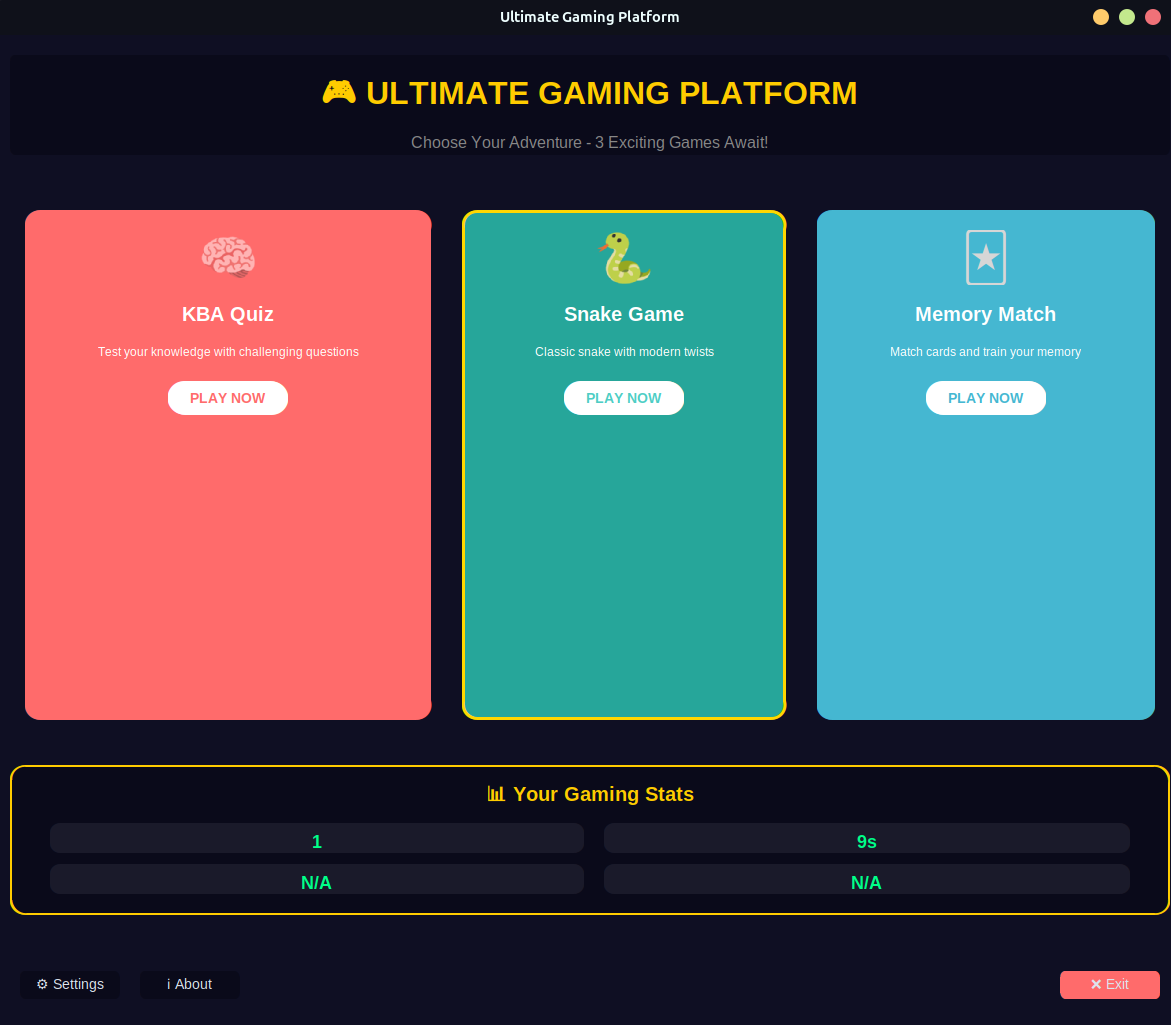 Ultimate Gaming Platform
🎮 ULTIMATE GAMING PLATFORM
Choose Your Adventure - 3 Exciting Games Await!
KBA Quiz
Test your knowledge with challenging questions
PLAY NOW
Snake Game
Classic snake with modern twists
PLAY NOW
Memory Match
Match cards and train your memory
PLAY NOW
📊 Your Gaming Stats
1
9s
N/A
N/A
⚙ Settings
ℹ About
❌ Exit